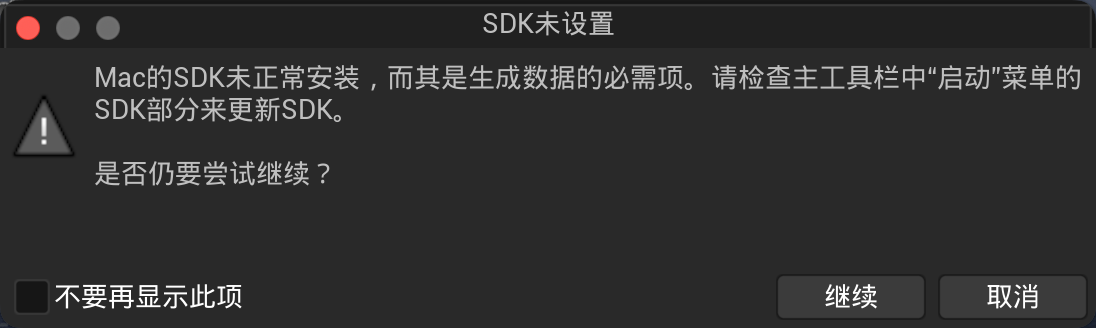 SDK未设置
Mac的SDK未正常安装，而其是生成数据的必需项。请检查主工具栏中“启动”菜单的
SDK部分来更新SDK。
是否仍要尝试继续？
不要再显示此项
继续
取消